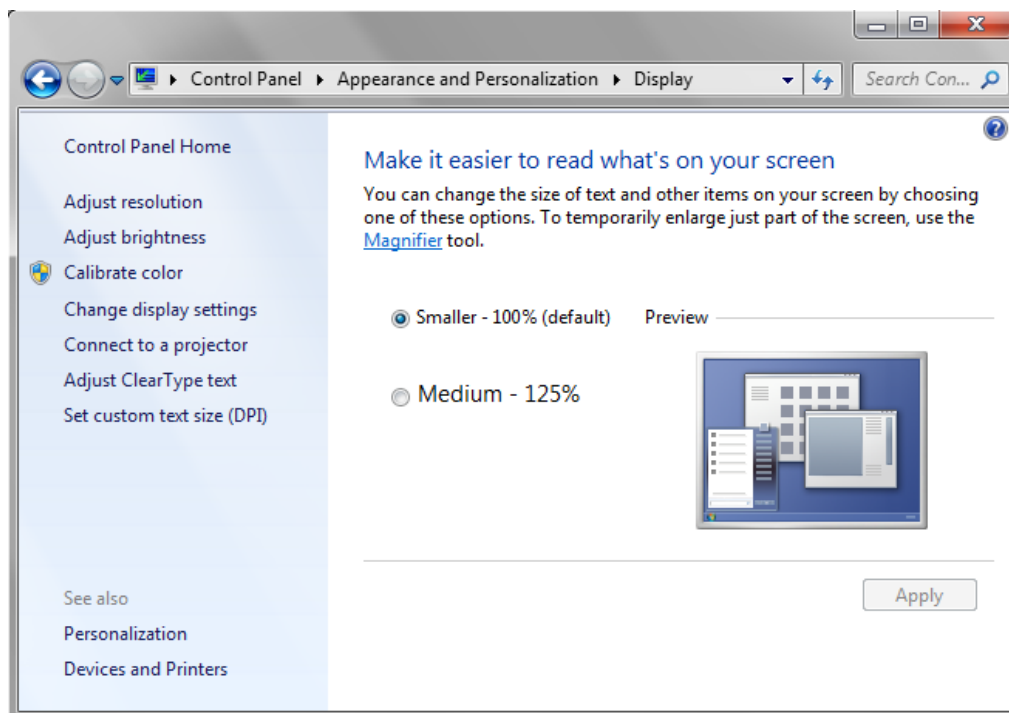 Control Panel ▸ Appearance and Personalization ▸ Display
Search Con...
Control Panel Home
Adjust resolution
Adjust brightness
Calibrate color
Change display settings
Connect to a projector
Adjust ClearType text
Set custom text size (DPI)
See also
Personalization
Devices and Printers
Make it easier to read what's on your screen
You can change the size of text and other items on your screen by choosing
one of these options. To temporarily enlarge just part of the screen, use the
Magnifier tool.
Smaller - 100% (default)
Preview
Medium - 125%
Apply